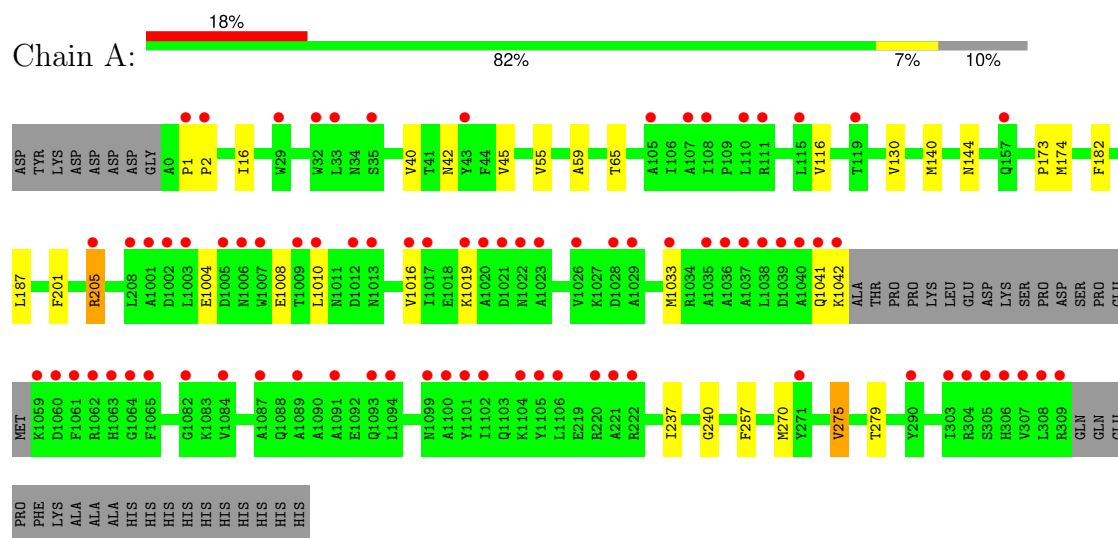 18%
Chain A:
82% 7% 10%
ASP TYR LYS ASP ASP ASP ASP GLY A0 P1 P2 I16 W29 W32 L33 N34 S35 V40 T41 N42 Y43 F44 V45 V55 A59 T65 A105 I106 A107 I108 P109 L110 R111 L115 V116 T119 V130 M140 N144 Q157 P173 M174 F182
L187 F201 R205 L208 A1001 D1002 L1003 E1004 D1005 N1006 W1007 E1008 T1009 L1010 N1011 D1012 N1013 V1016 I1017 E1018 K1019 A1020 D1021 N1022 A1023 V1026 K1027 D1028 A1029 M1033 R1034 A1035 A1036 A1037 L1038 D1039 A1040 Q1041 K1042 ALA THR PRO PRO LYS LEU GLU ASP LYS SER PRO ASP SER PRO
MET K1059 D1060 F1061 R1062 H1063 G1064 F1065 G1082 K1083 V1084 A1087 Q1088 A1089 A1090 A1091 E1092 Q1093 L1094 N1099 A1100 Y1101 I1102 Q1103 K1104 Y1105 L1106 E219 R220 A221 R222 I237 G240 F257 M270 Y271 V275 T279 Y290 I303 R304 S305 H306 V307 L308 R309 GLN GLN
PRO PHE LYS ALA ALA ALA HIS HIS HIS HIS HIS HIS HIS HIS HIS HIS